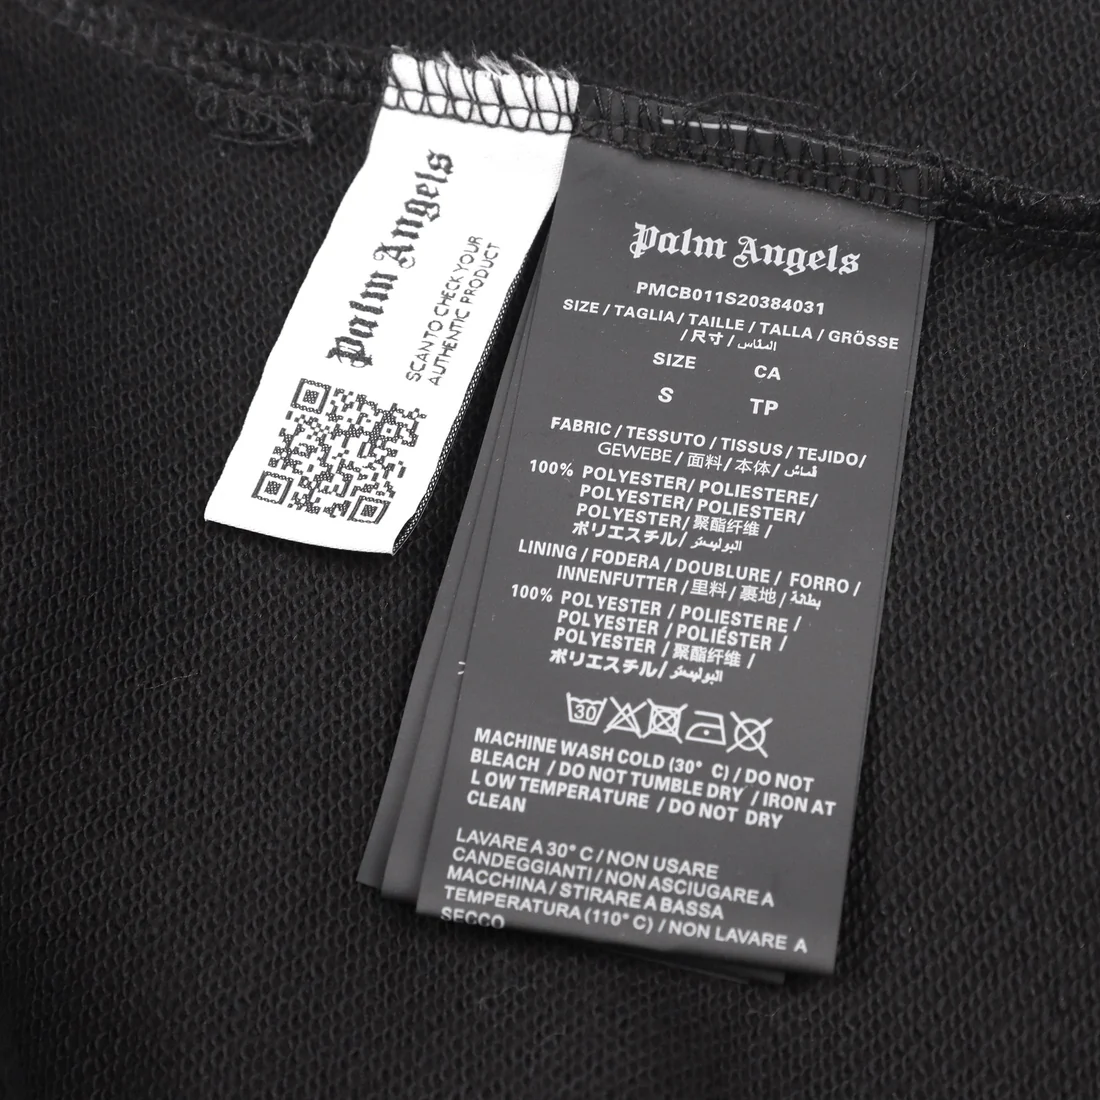 Palm Angels
SCAN TO CHECK YOUR
AUTHENTIC PRODUCT
Palm Angels
PMCB011S20384031
SIZE / TAGLIA / TAILLE / TALLA / GRÖSSE
/ 尺寸 / المقاس
SIZE CA
S TP
FABRIC / TESSUTO / TISSUS / TEJIDO/
GEWEBE / 面料 / 本体 / قماش
100% POLYESTER/ POLIESTERE/
POLYESTER/ POLIESTER/
POLYESTER/ 聚酯纤维 /
ポリエステル/ البوليستر
LINING / FODERA / DOUBLURE / FORRO /
INNENFUTTER / 里料 / 裏地 / بطانة
100% POLYESTER / POLIESTERE /
POLYESTER / POLIÉSTER /
POLYESTER / 聚酯纤维 /
ポリエスチル/ البوليستر
30
MACHINE WASH COLD (30° C) / DO NOT
BLEACH / DO NOT TUMBLE DRY / IRON AT
LOW TEMPERATURE / DO NOT DRY
CLEAN
LAVARE A 30° C / NON USARE
CANDEGGIANTI / NON ASCIUGARE A
MACCHINA / STIRARE A BASSA
TEMPERATURA (110° C) / NON LAVARE A
SECCO